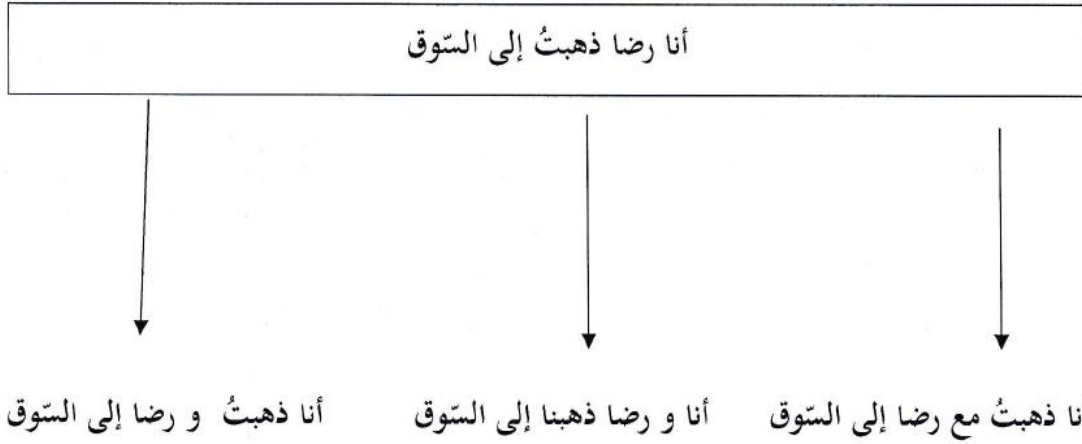 أنا رضا ذهبتُ إلى السّوق
نا ذهبتُ مع رضا إلى السّوق أنا و رضا ذهبنا إلى السّوق أنا ذهبتُ و رضا إلى السّوق